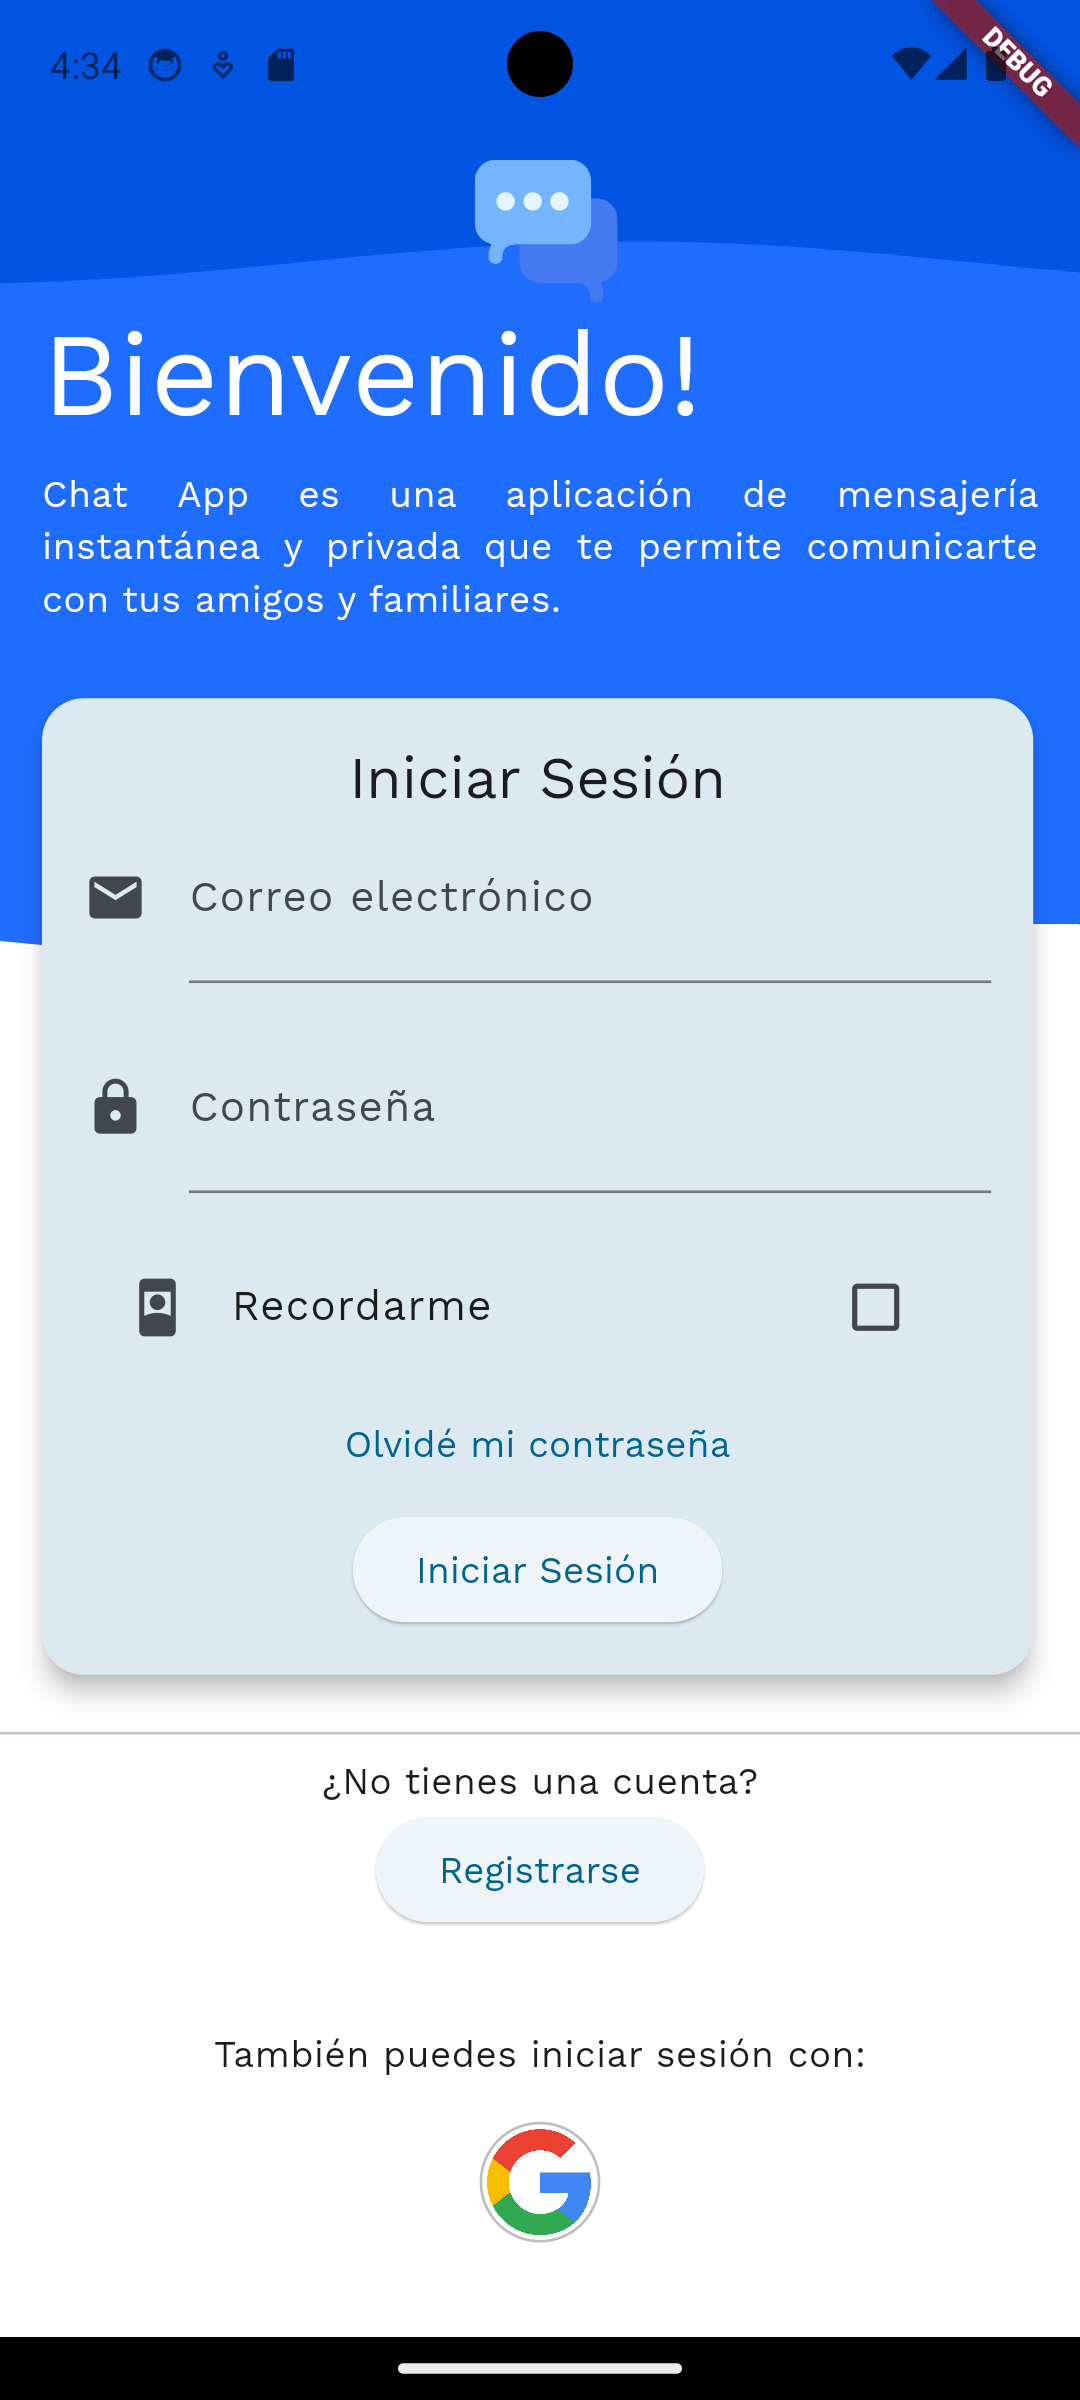 4:34
DEBUG
Bienvenido!
Chat App es una aplicación de mensajería
instantánea y privada que te permite comunicarte
con tus amigos y familiares.
Iniciar Sesión
Correo electrónico
Contraseña
Recordarme
Olvidé mi contraseña
Iniciar Sesión
¿No tienes una cuenta?
Registrarse
También puedes iniciar sesión con: